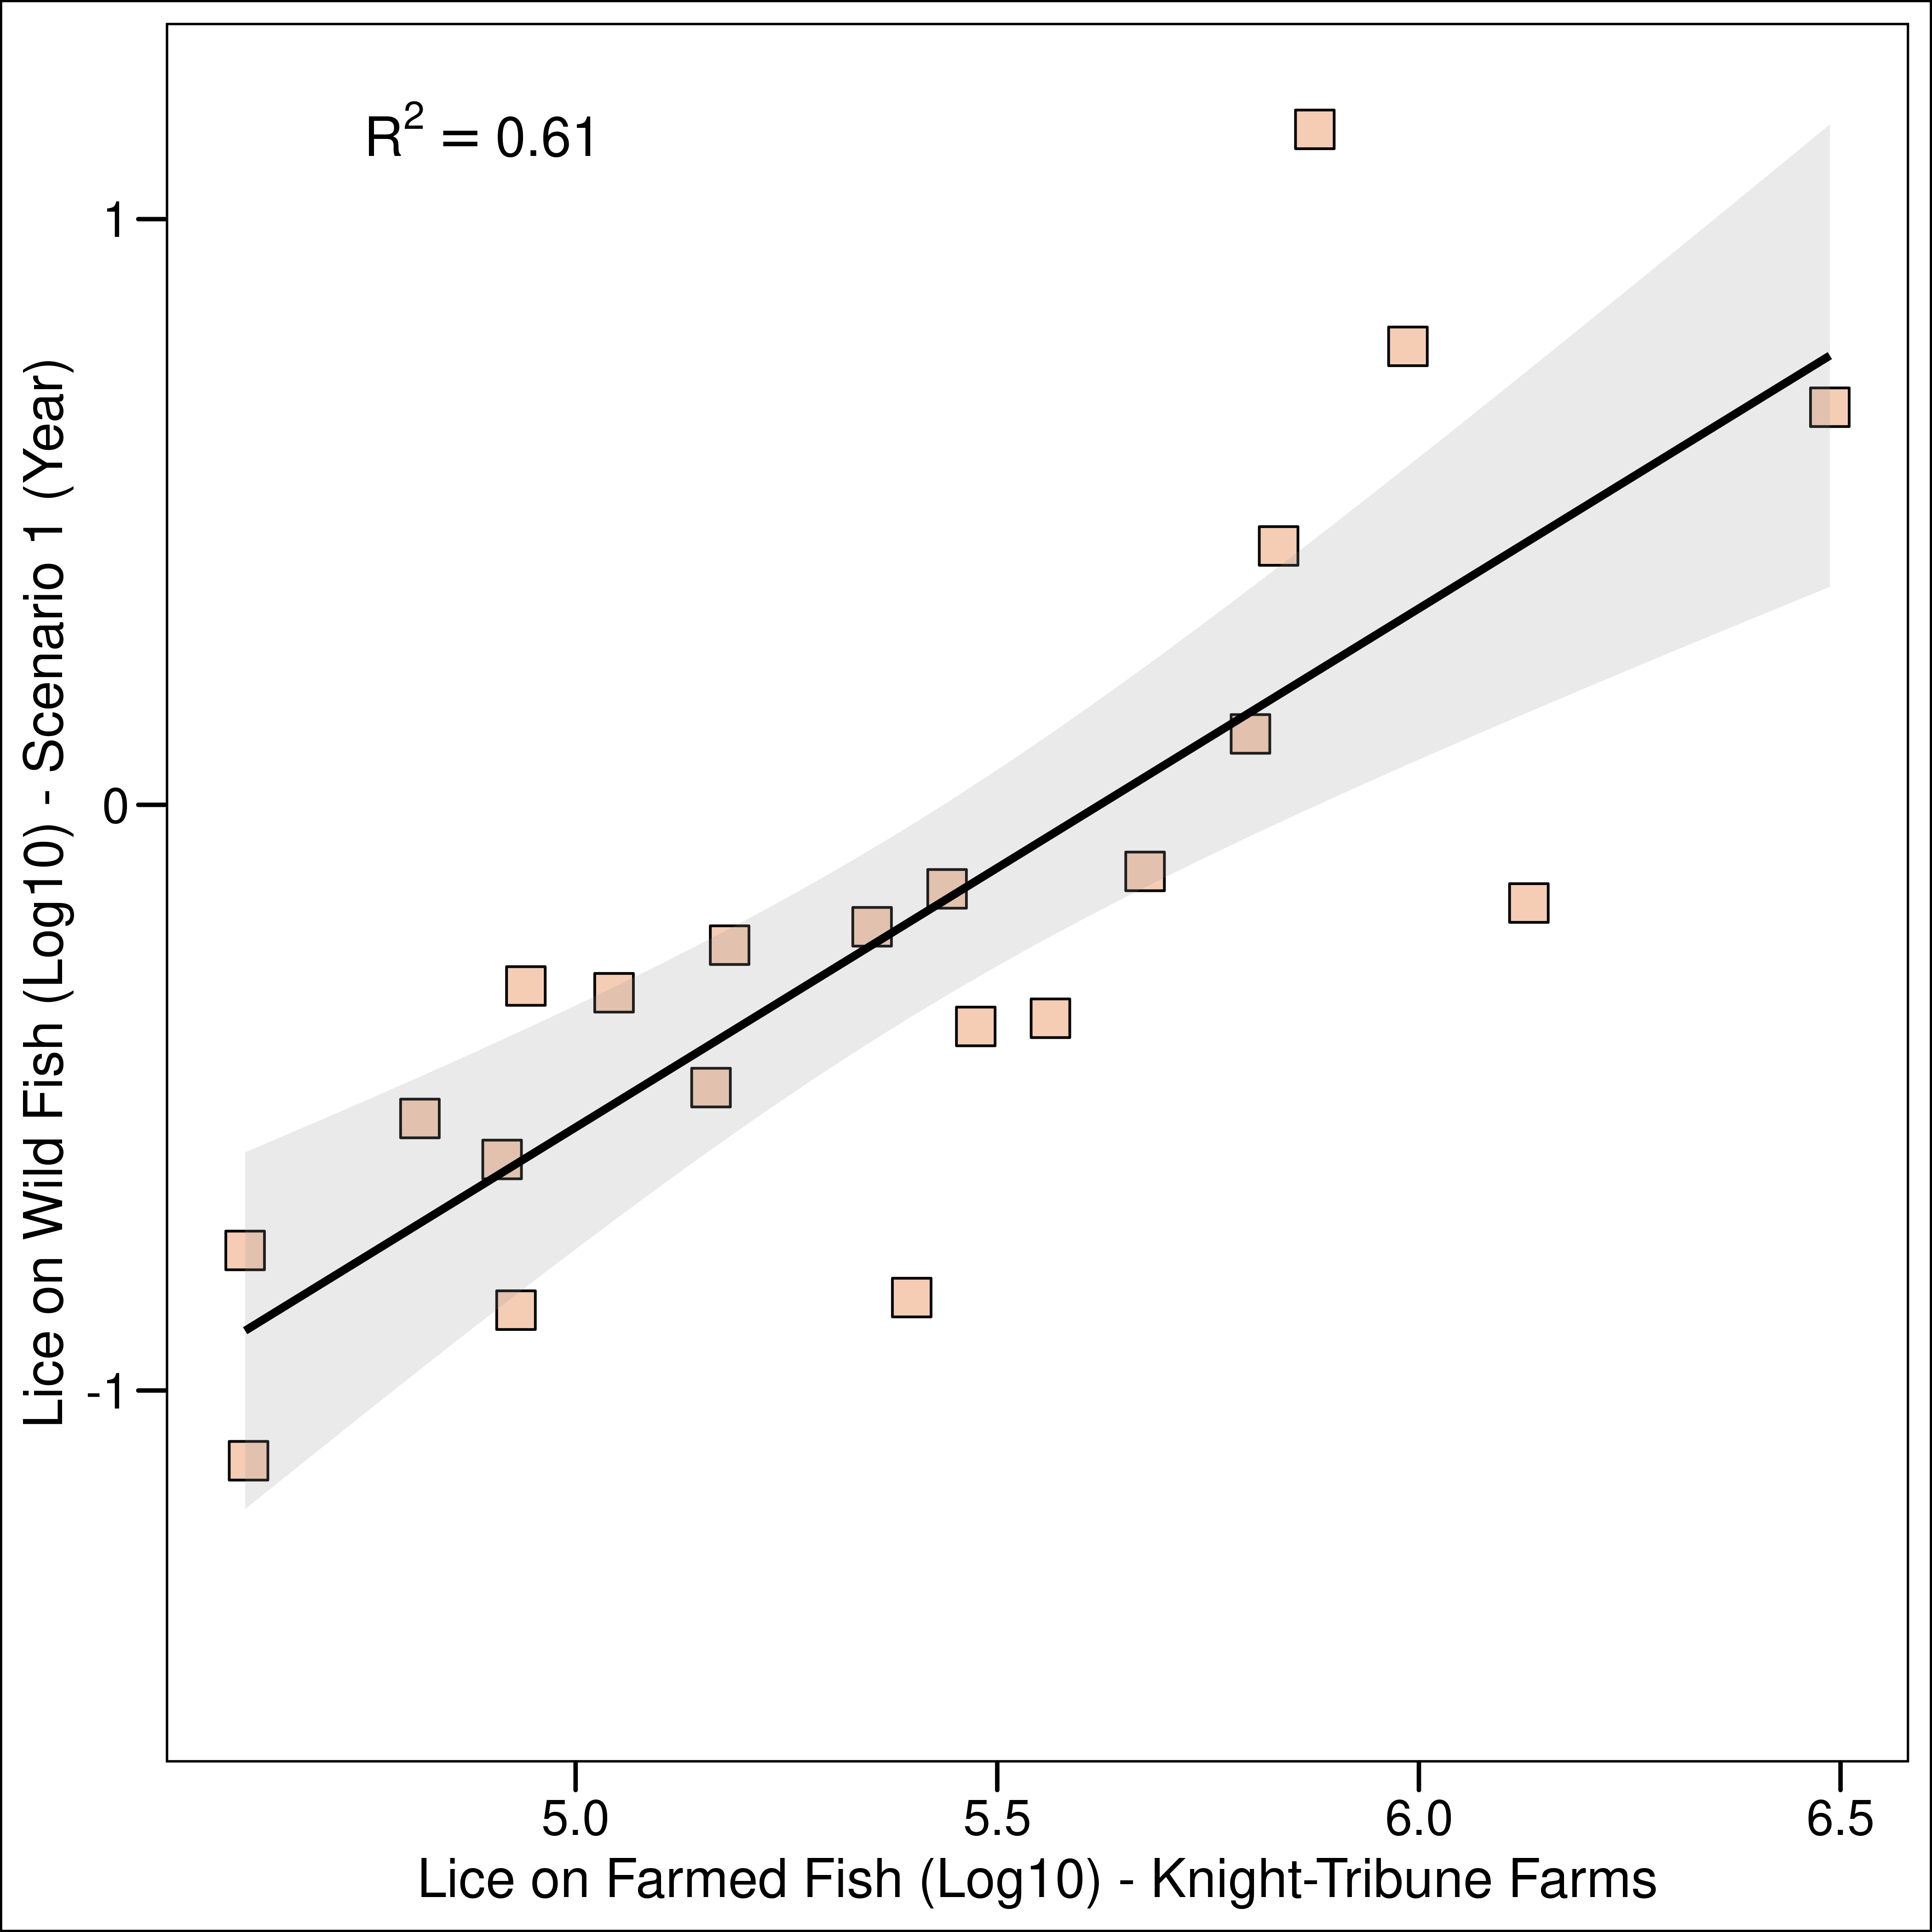 R² = 0.61
Lice on Wild Fish (Log10) - Scenario 1 (Year)
1
0
-1
5.0 5.5 6.0 6.5
Lice on Farmed Fish (Log10) - Knight-Tribune Farms